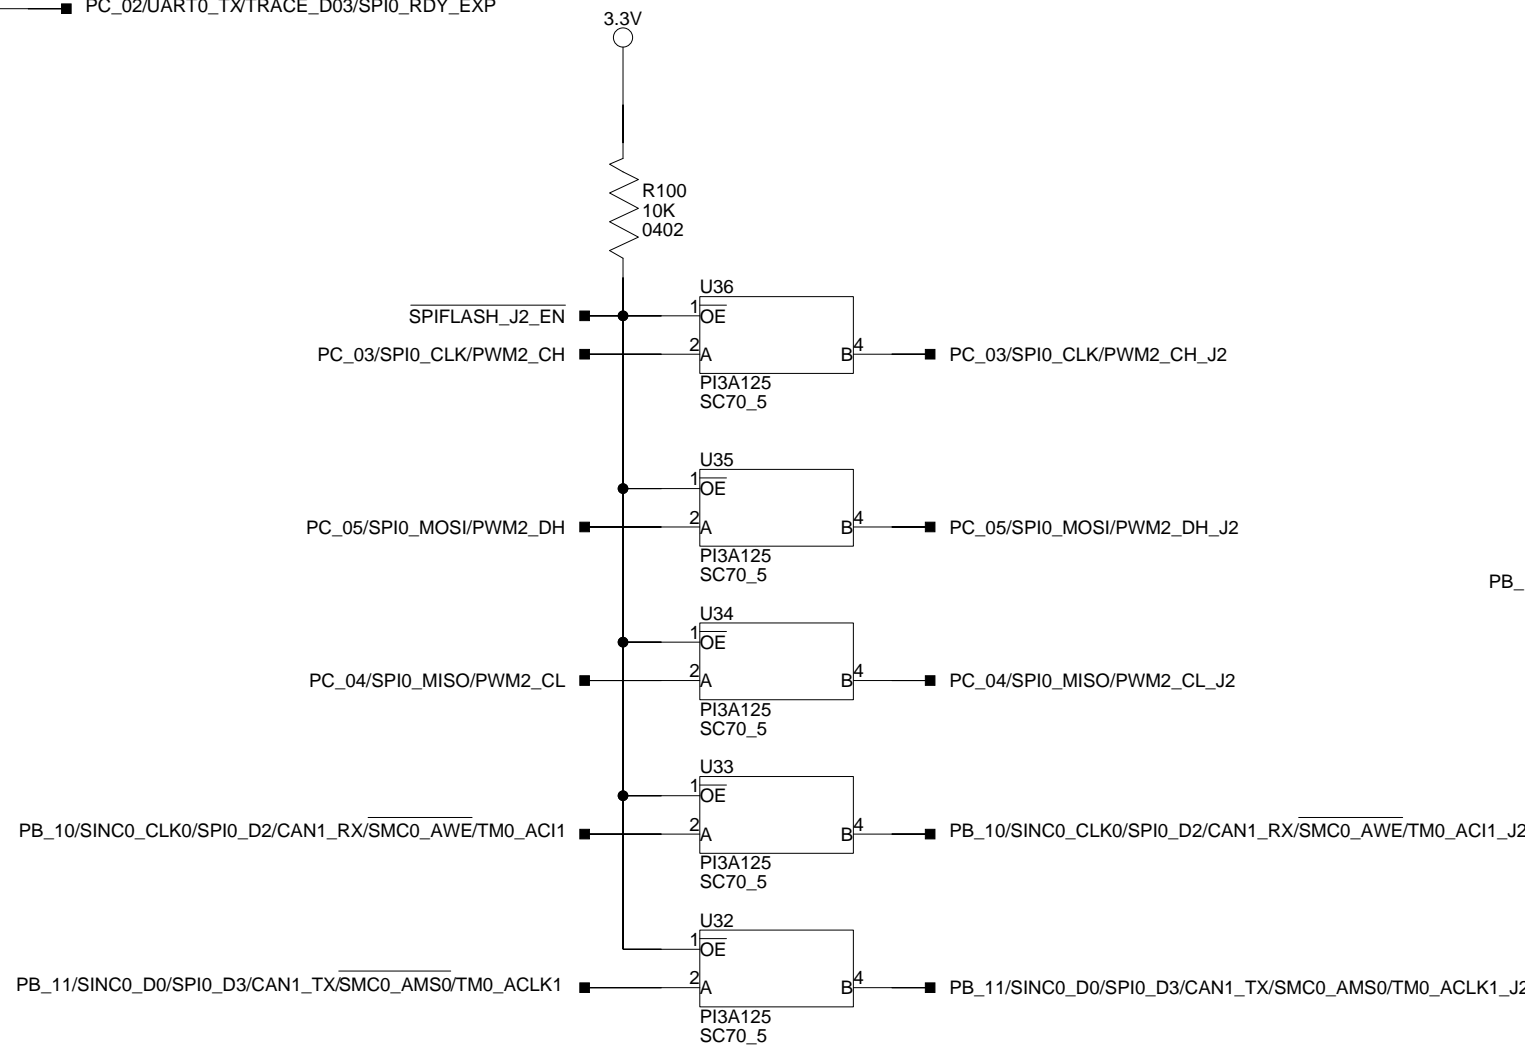 PC_02/UART0_TX/TRACE_D03/SPI0_RDY_EXP
3.3V
R100
10K
0402
U36
SPIFLASH_J2_EN
1
OE
PC_03/SPI0_CLK/PWM2_CH
2
A
B
4
PC_03/SPI0_CLK/PWM2_CH_J2
PI3A125
SC70_5
U35
1
OE
PC_05/SPI0_MOSI/PWM2_DH
2
A
B
4
PC_05/SPI0_MOSI/PWM2_DH_J2
PI3A125
SC70_5
PB_
U34
1
OE
PC_04/SPI0_MISO/PWM2_CL
2
A
B
4
PC_04/SPI0_MISO/PWM2_CL_J2
PI3A125
SC70_5
U33
1
OE
PB_10/SINC0_CLK0/SPI0_D2/CAN1_RX/SMC0_AWE/TM0_ACI1
2
A
B
4
PB_10/SINC0_CLK0/SPI0_D2/CAN1_RX/SMC0_AWE/TM0_ACI1_J2
PI3A125
SC70_5
U32
1
OE
PB_11/SINC0_D0/SPI0_D3/CAN1_TX/SMC0_AMS0/TM0_ACLK1
2
A
B
4
PB_11/SINC0_D0/SPI0_D3/CAN1_TX/SMC0_AMS0/TM0_ACLK1_J2
PI3A125
SC70_5